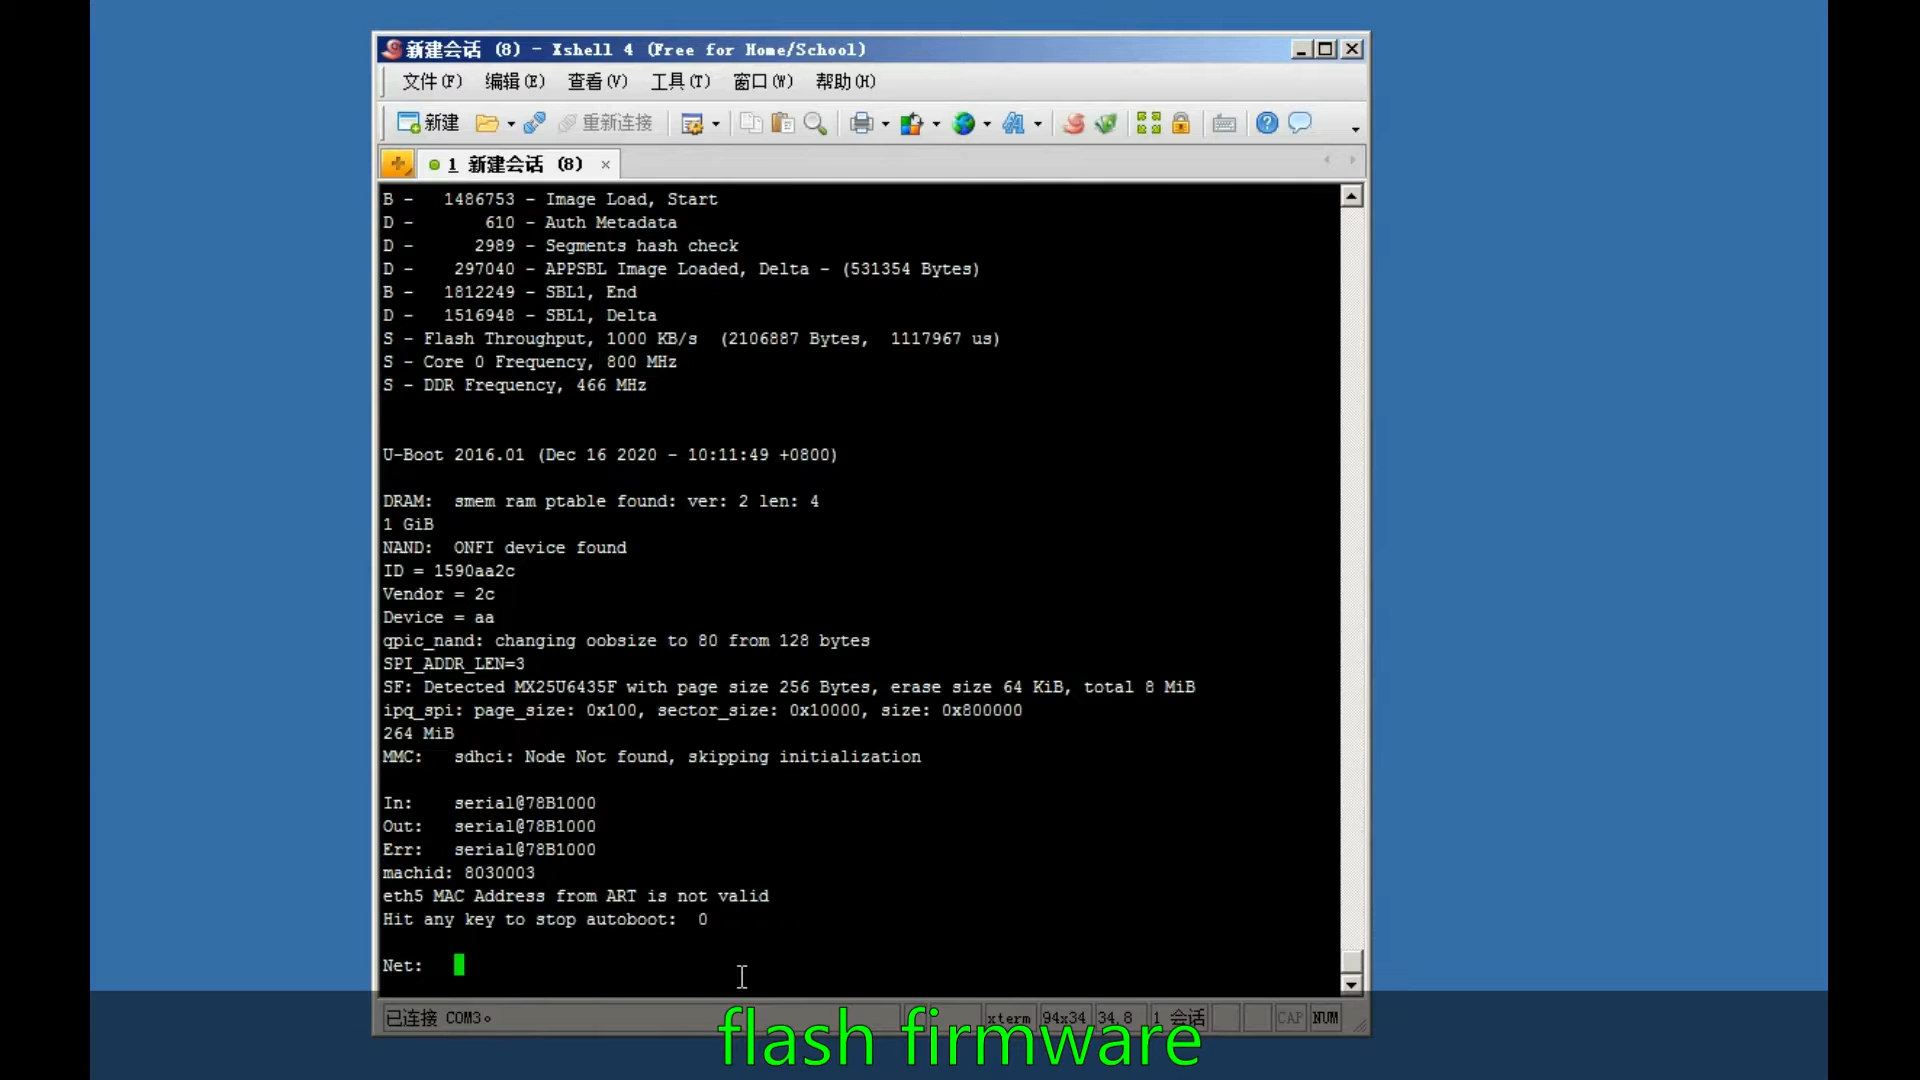 新建会话 (8) - Xshell 4 (Free for Home/School)
文件(F) 编辑(E) 查看(V) 工具(T) 窗口(W) 帮助(H)
新建 重新连接
1 新建会话 (8)
B -   1486753 - Image Load, Start
D -       610 - Auth Metadata
D -      2989 - Segments hash check
D -    297040 - APPSBL Image Loaded, Delta - (531354 Bytes)
B -   1812249 - SBL1, End
D -   1516948 - SBL1, Delta
S - Flash Throughput, 1000 KB/s  (2106887 Bytes,  1117967 us)
S - Core 0 Frequency, 800 MHz
S - DDR Frequency, 466 MHz
U-Boot 2016.01 (Dec 16 2020 - 10:11:49 +0800)
DRAM:  smem ram ptable found: ver: 2 len: 4
1 GiB
NAND:  ONFI device found
ID = 1590aa2c
Vendor = 2c
Device = aa
qpic_nand: changing oobsize to 80 from 128 bytes
SPI_ADDR_LEN=3
SF: Detected MX25U6435F with page size 256 Bytes, erase size 64 KiB, total 8 MiB
ipq_spi: page_size: 0x100, sector_size: 0x10000, size: 0x800000
264 MiB
MMC:   sdhci: Node Not found, skipping initialization
In:    serial@78B1000
Out:   serial@78B1000
Err:   serial@78B1000
machid: 8030003
eth5 MAC Address from ART is not valid
Hit any key to stop autoboot:  0
Net:
已连接 COM3。 xterm 94x34 34,8 1 会话 CAP NUM
flash firmware